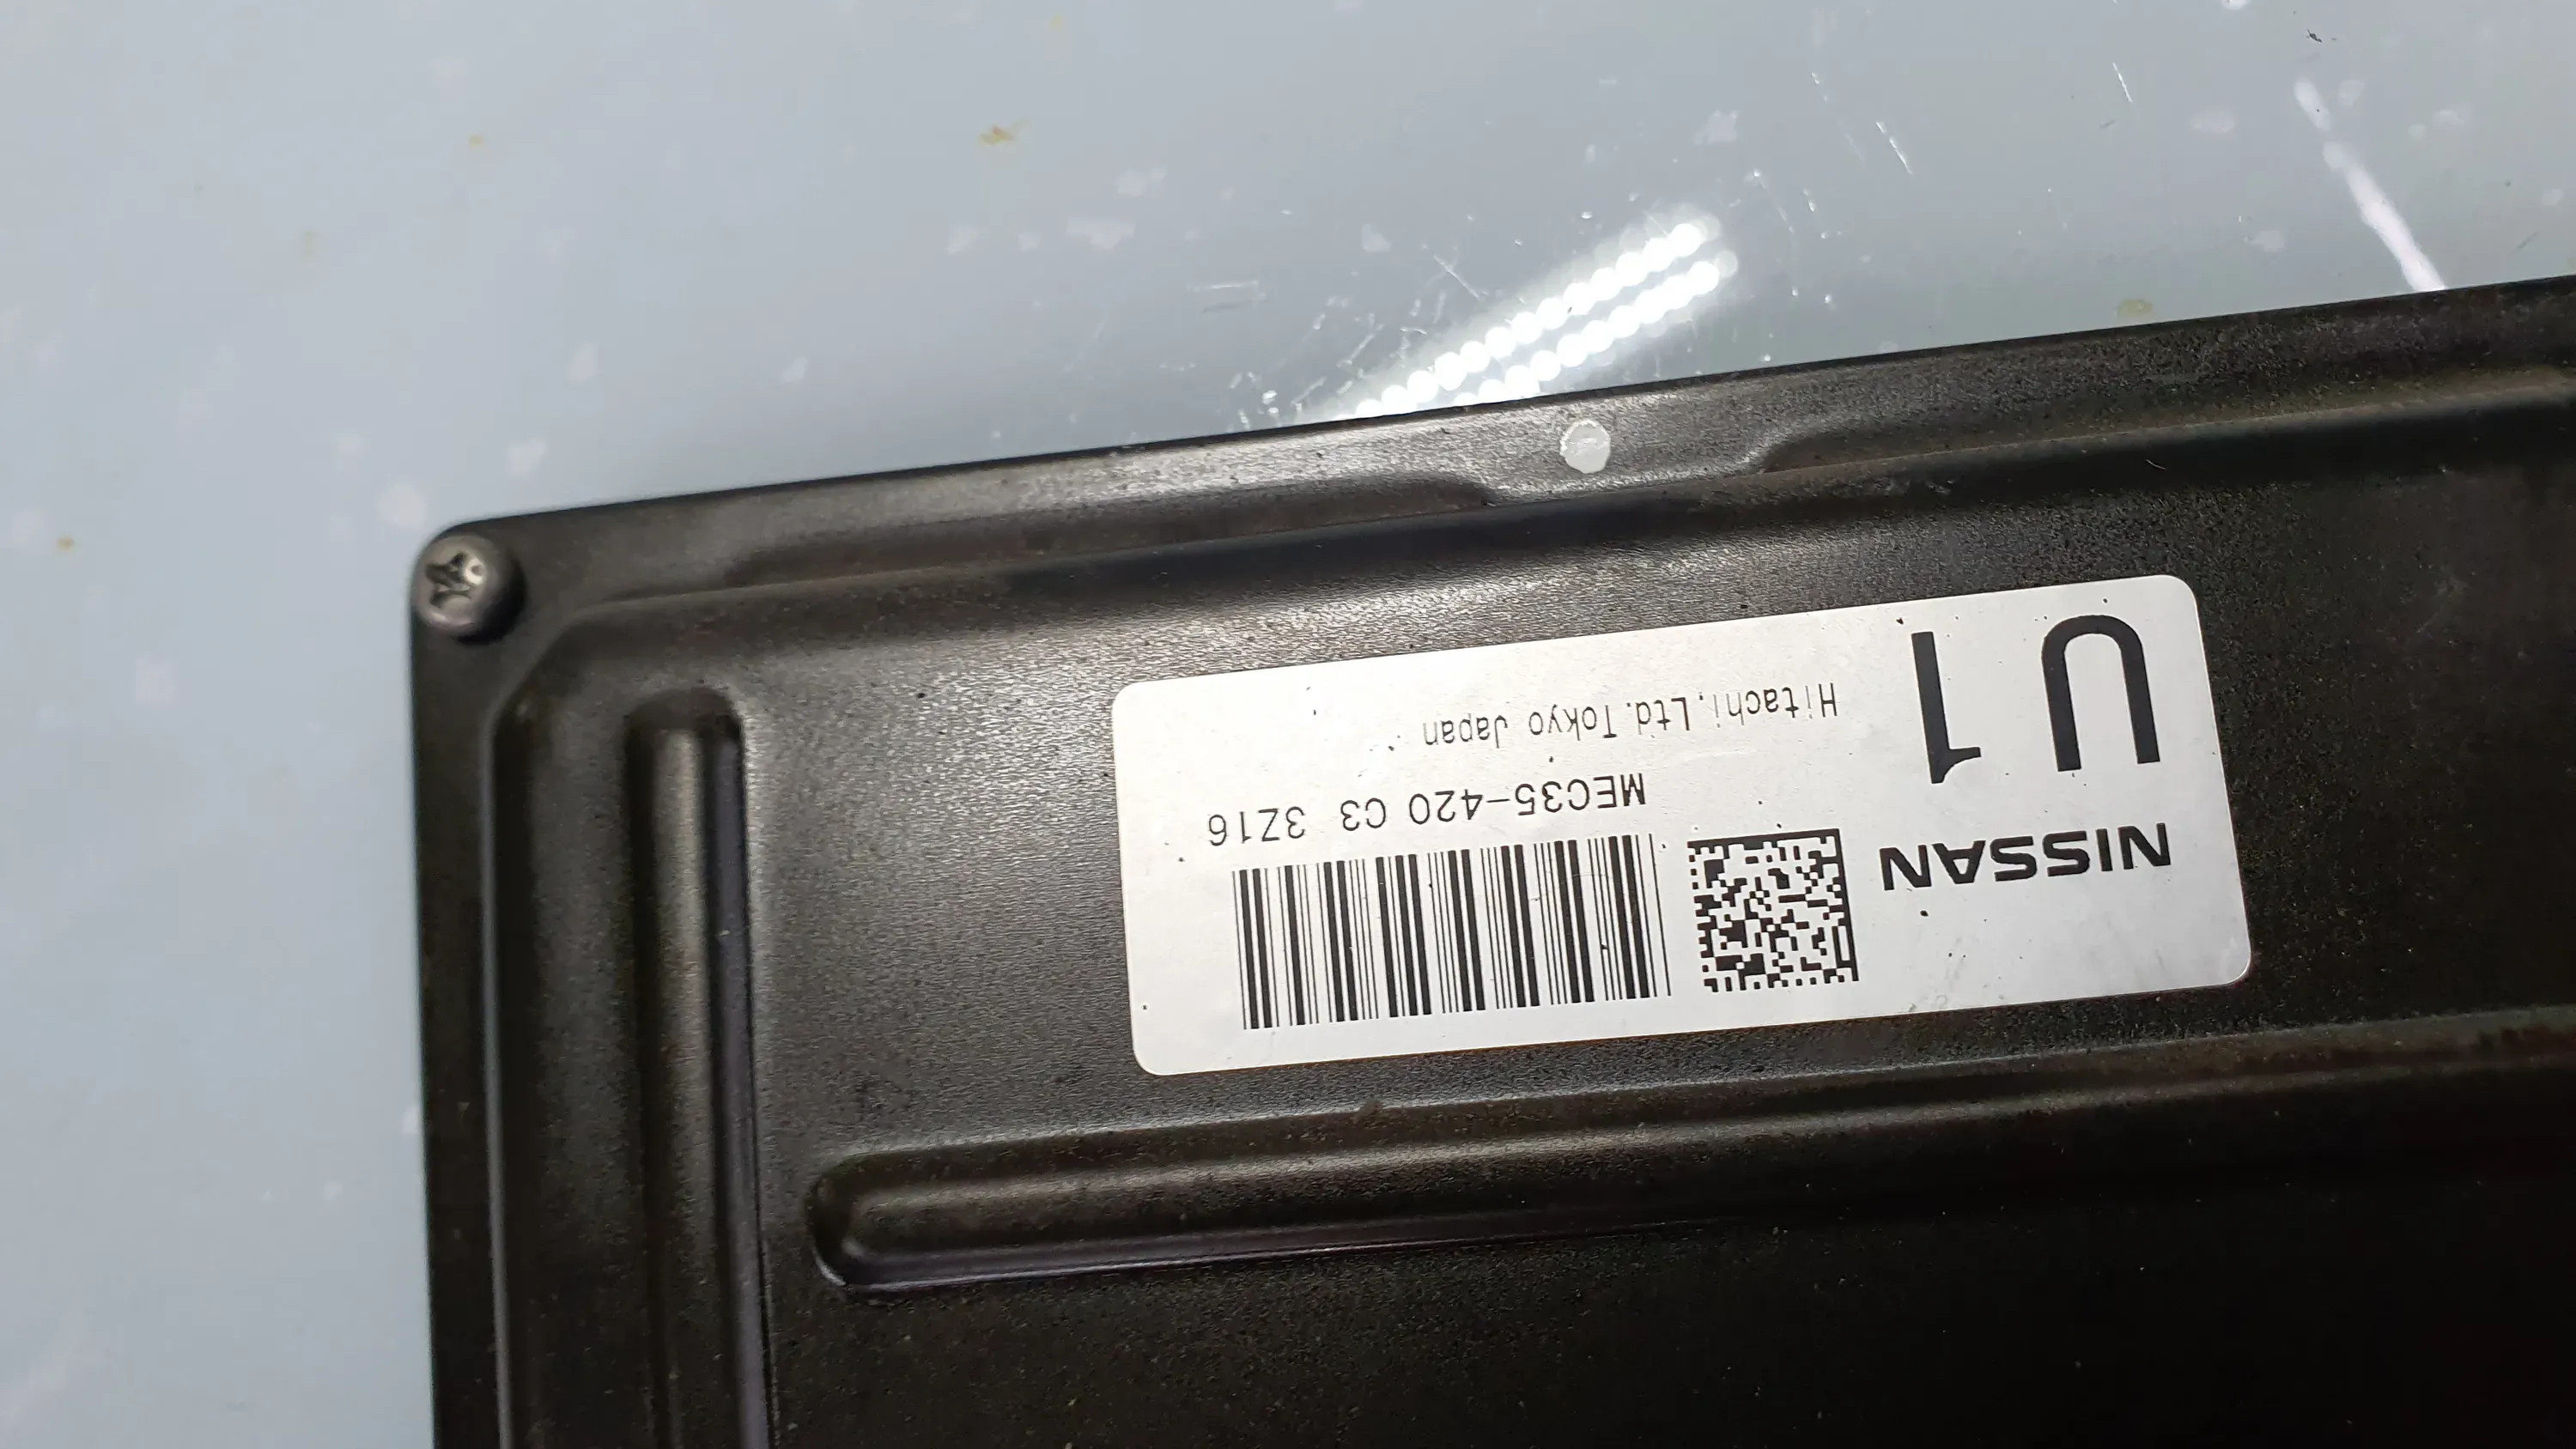 NISSAN
U1
MEC35-420 C3 3Z16
Hitachi,Ltd.Tokyo Japan